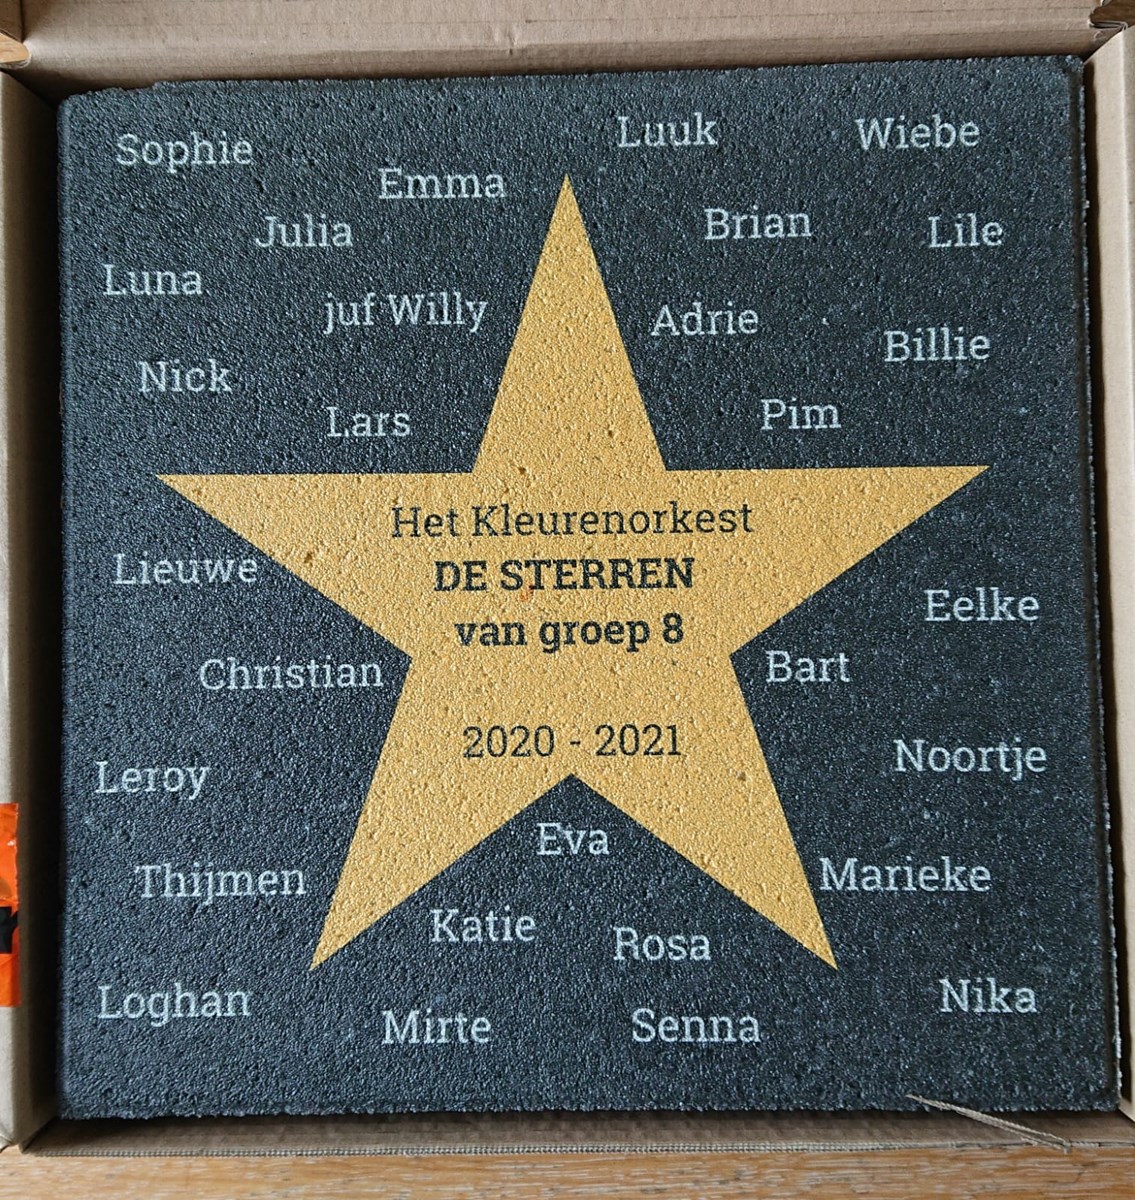 Sophie
Luuk
Wiebe
Emma
Julia
Brian
Lile
Luna
juf Willy
Adrie
Billie
Nick
Lars
Pim
Het Kleurenorkest
DE STERREN
van groep 8
2020 - 2021
Lieuwe
Eelke
Christian
Bart
Leroy
Noortje
Eva
Thijmen
Marieke
Katie
Rosa
Loghan
Nika
Mirte
Senna